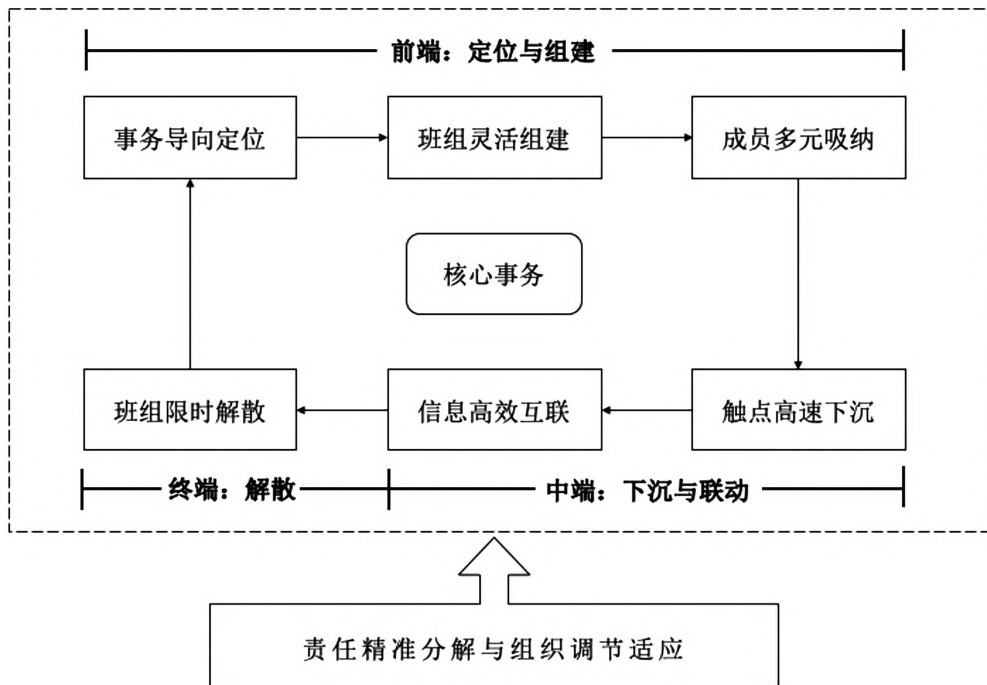 前端：定位与组建
事务导向定位
班组灵活组建
成员多元吸纳
核心事务
班组限时解散
信息高效互联
触点高速下沉
终端：解散
中端：下沉与联动
责任精准分解与组织调节适应